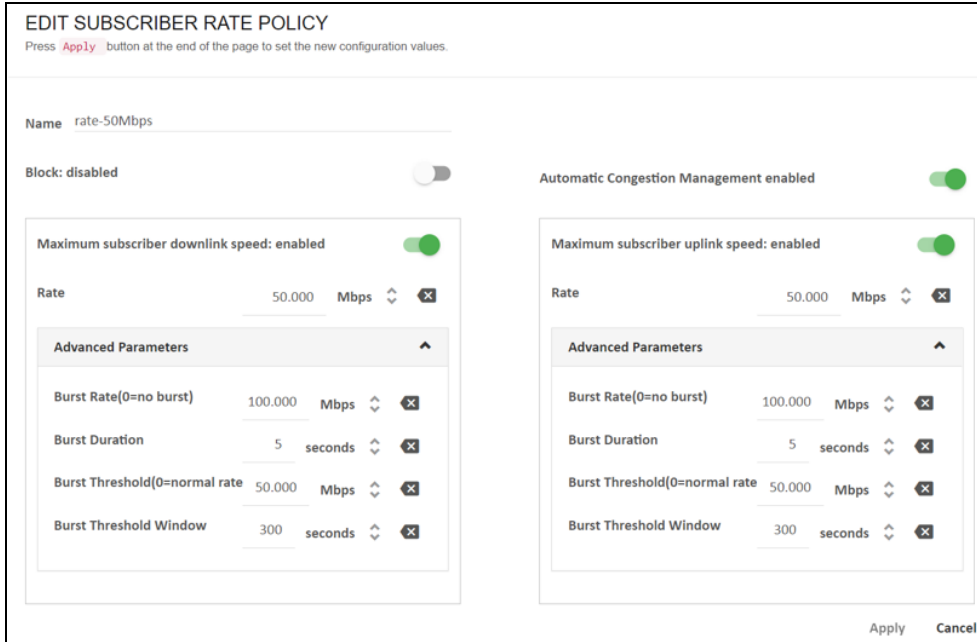 EDIT SUBSCRIBER RATE POLICY
Press Apply button at the end of the page to set the new configuration values.
Name rate-50Mbps
Block: disabled
Automatic Congestion Management enabled
Maximum subscriber downlink speed: enabled
Rate 50.000 Mbps
Advanced Parameters
Burst Rate(0=no burst) 100.000 Mbps
Burst Duration 5 seconds
Burst Threshold(0=normal rate 50.000 Mbps
Burst Threshold Window 300 seconds
Maximum subscriber uplink speed: enabled
Rate 50.000 Mbps
Advanced Parameters
Burst Rate(0=no burst) 100.000 Mbps
Burst Duration 5 seconds
Burst Threshold(0=normal rate 50.000 Mbps
Burst Threshold Window 300 seconds
Apply Cancel